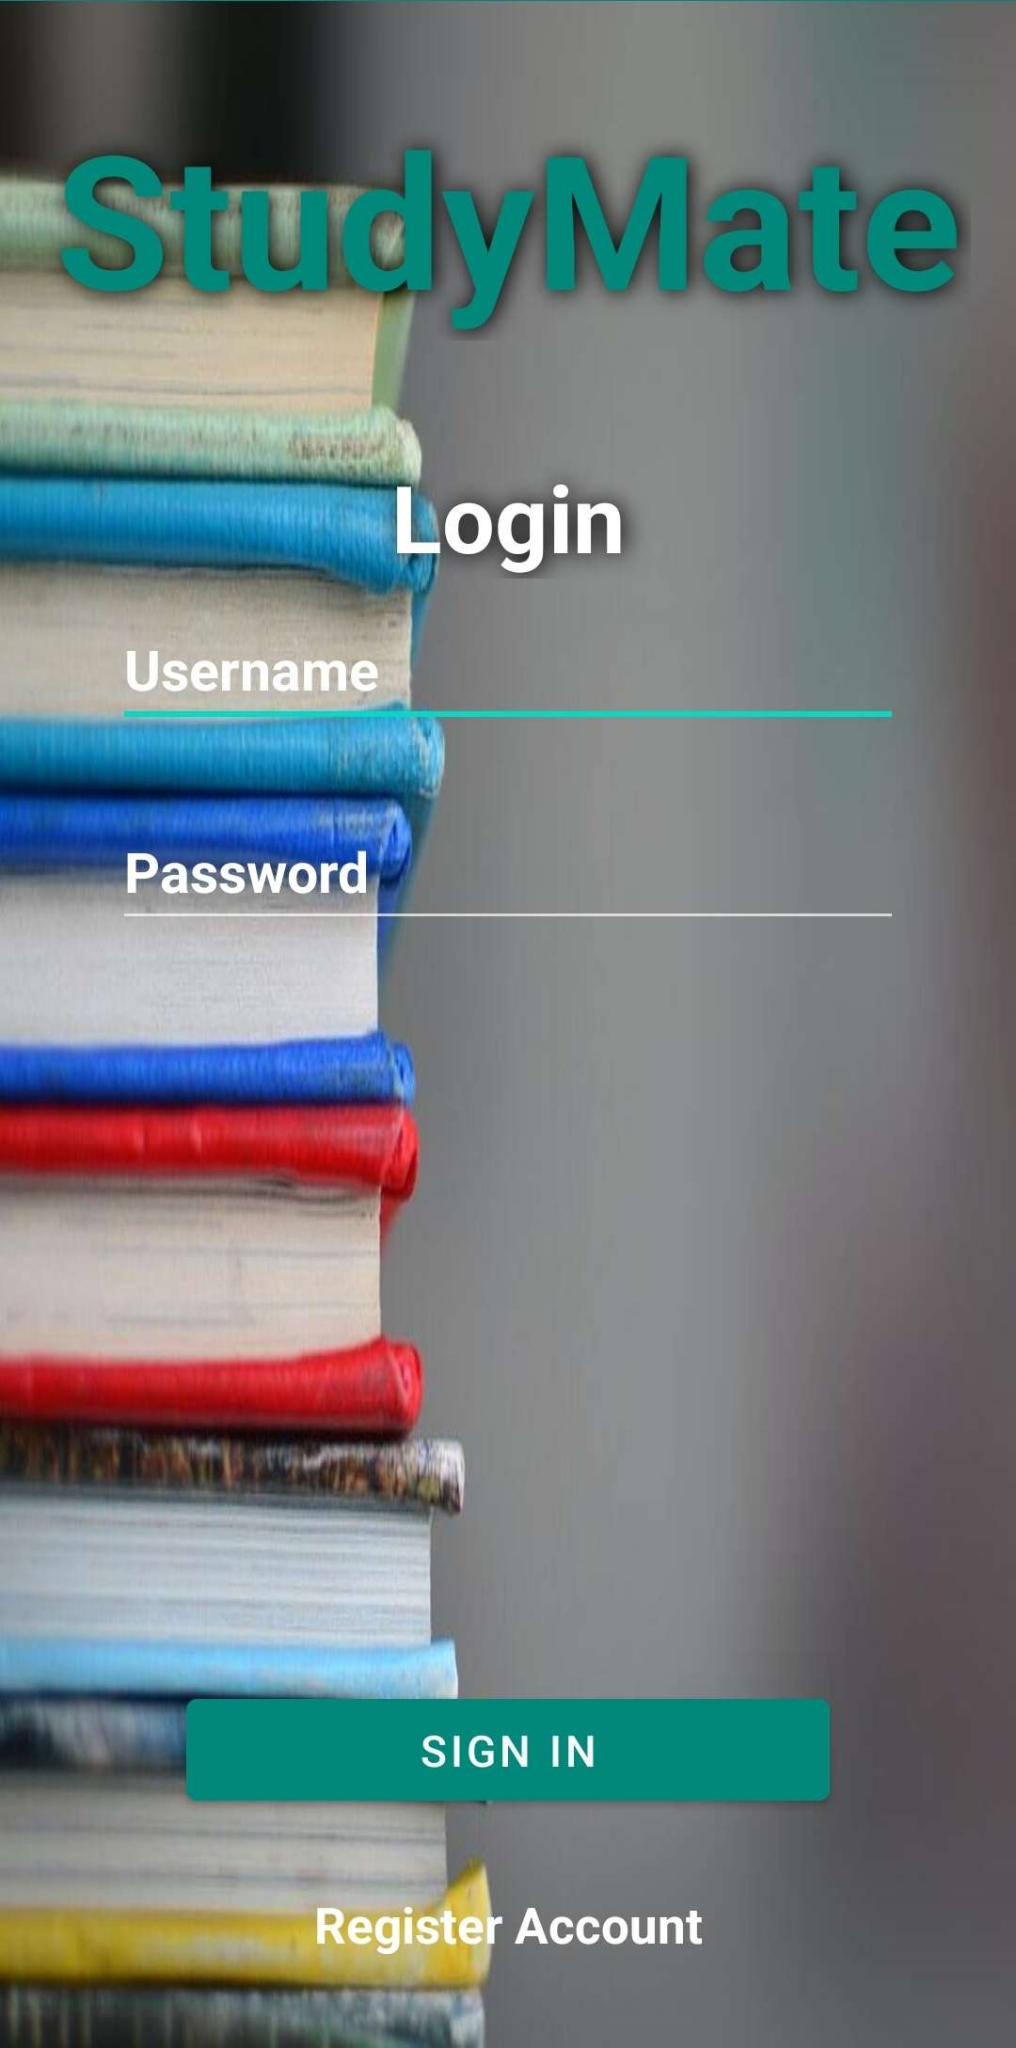 StudyMate
Login
Username
Password
SIGN IN
Register Account